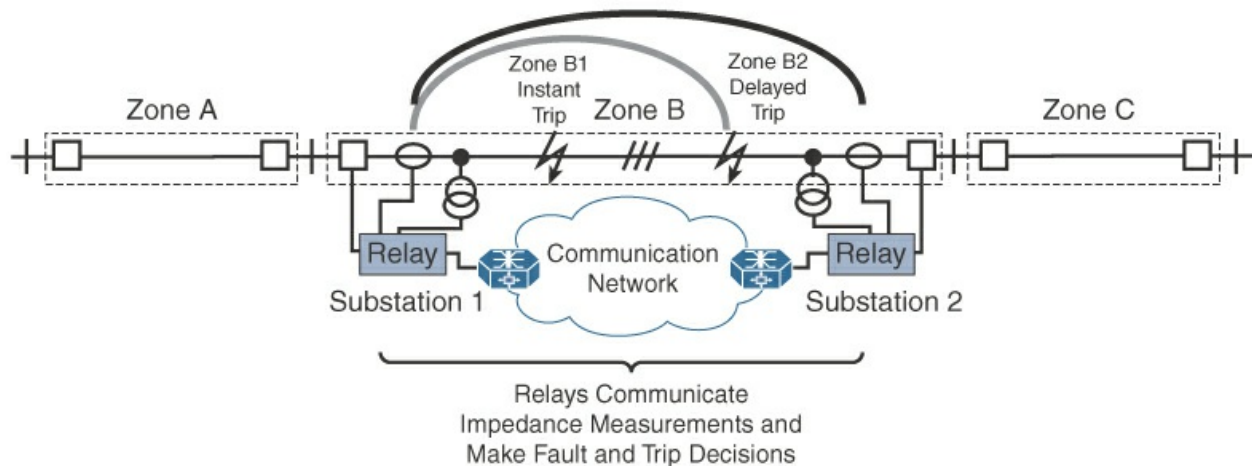 Zone B1
Instant
Trip
Zone B2
Delayed
Trip
Zone A
Zone B
Zone C
Relay
Communication
Network
Relay
Substation 1
Substation 2
Relays Communicate
Impedance Measurements and
Make Fault and Trip Decisions